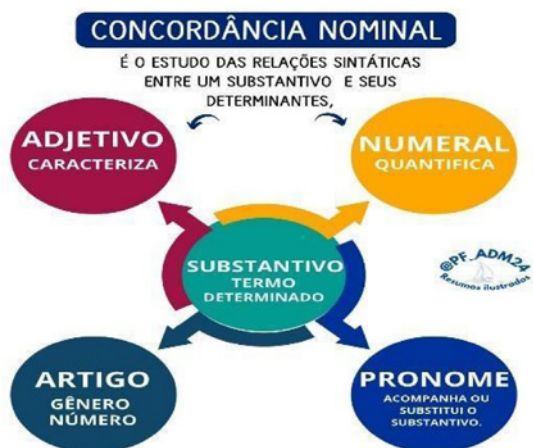 CONCORDÂNCIA NOMINAL
É O ESTUDO DAS RELAÇÕES SINTÁTICAS
ENTRE UM SUBSTANTIVO E SEUS
DETERMINANTES,
ADJETIVO
CARACTERIZA
NUMERAL
QUANTIFICA
SUBSTANTIVO
TERMO
DETERMINADO
@PF_ADM24
Resumos ilustrados
ARTIGO
GÊNERO
NÚMERO
PRONOME
ACOMPANHA OU
SUBSTITUI O
SUBSTANTIVO.